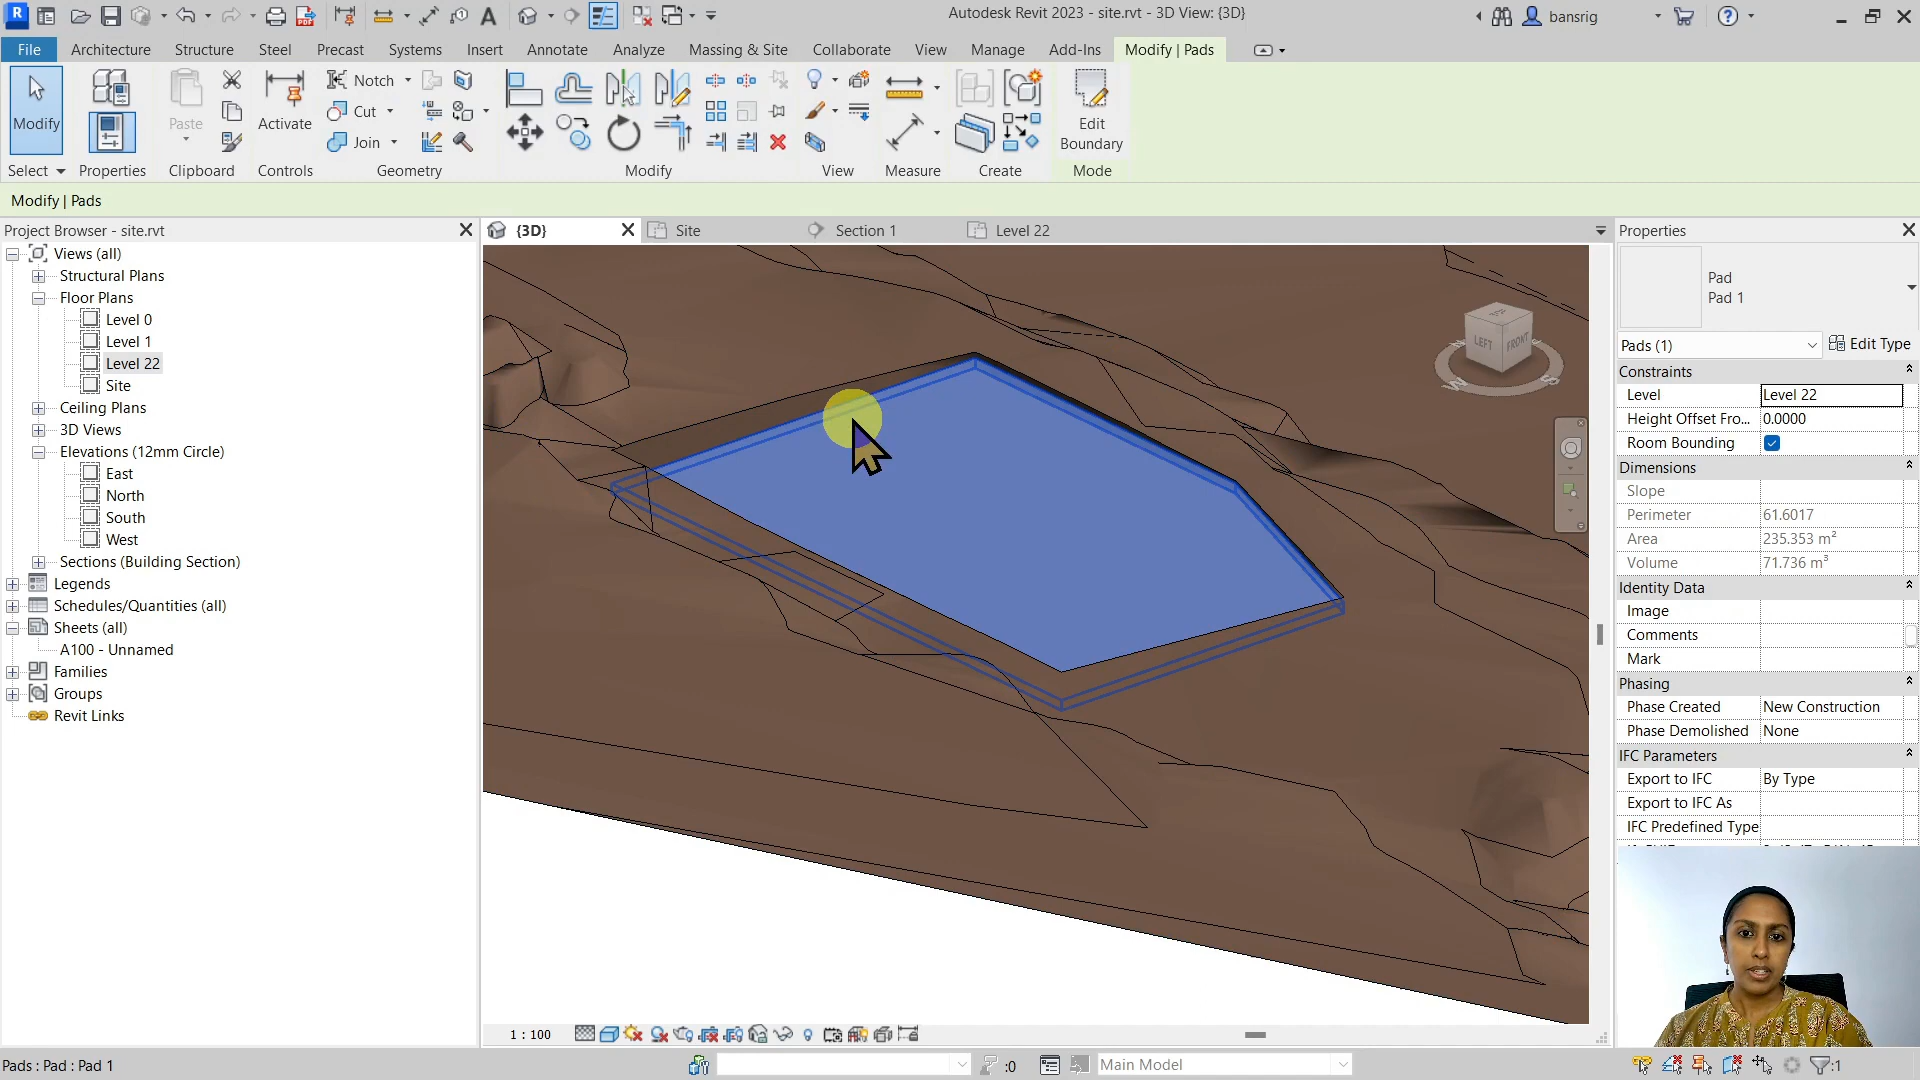 Autodesk Revit 2023 - site.rvt - 3D View: {3D}
bansrig
File Architecture Structure Steel Precast Systems Insert Annotate Analyze Massing & Site Collaborate View Manage Add-Ins Modify | Pads
Modify
Paste
Activate
Notch
Cut
Join
Edit
Boundary
Select Properties Clipboard Controls Geometry Modify View Measure Create Mode
Modify | Pads
Project Browser - site.rvt
Views (all)
Structural Plans
Floor Plans
Level 0
Level 1
Level 22
Site
Ceiling Plans
3D Views
Elevations (12mm Circle)
East
North
South
West
Sections (Building Section)
Legends
Schedules/Quantities (all)
Sheets (all)
A100 - Unnamed
Families
Groups
Revit Links
{3D} Site Section 1 Level 22
TOP
LEFT FRONT
W S
1 : 100
Properties
Pad
Pad 1
Pads (1) Edit Type
Constraints
Level Level 22
Height Offset Fro... 0.0000
Room Bounding
Dimensions
Slope
Perimeter 61.6017
Area 235.353 m²
Volume 71.736 m³
Identity Data
Image
Comments
Mark
Phasing
Phase Created New Construction
Phase Demolished None
IFC Parameters
Export to IFC By Type
Export to IFC As
IFC Predefined Type
Pads : Pad : Pad 1
:0
Main Model
:1